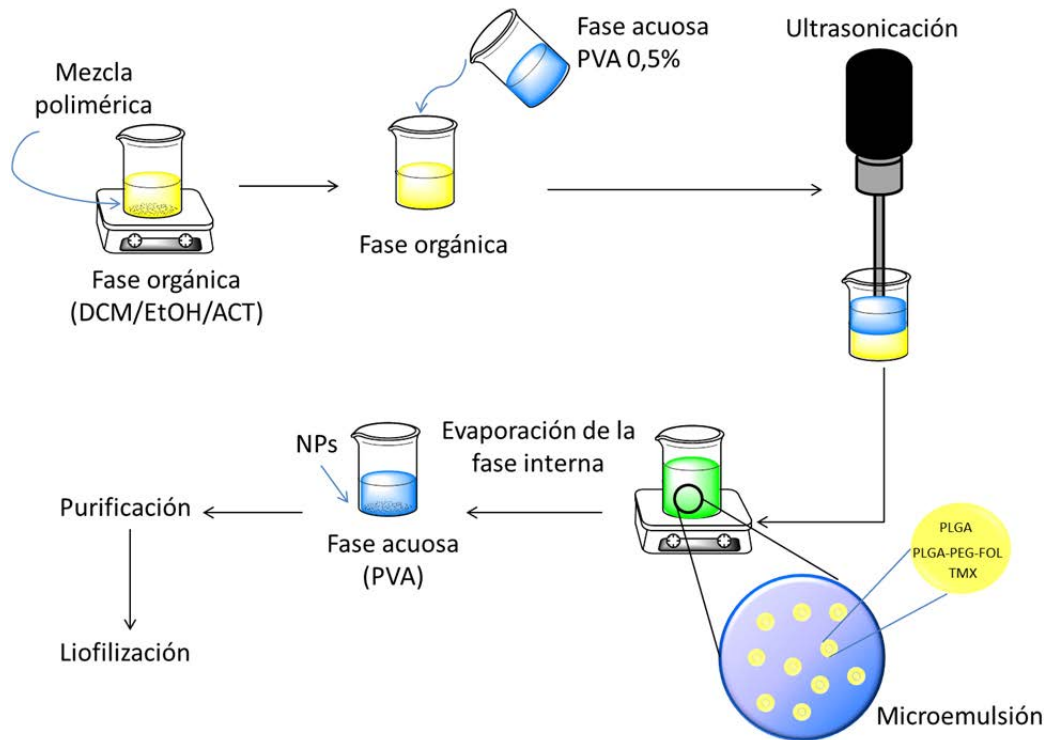 Mezcla
polimérica
Fase orgánica
(DCM/EtOH/ACT)
Fase acuosa
PVA 0,5%
Fase orgánica
Ultrasonicación
PLGA
PLGA-PEG-FOL
TMX
Microemulsión
Evaporación de la
fase interna
NPs
Fase acuosa
(PVA)
Purificación
Liofilización